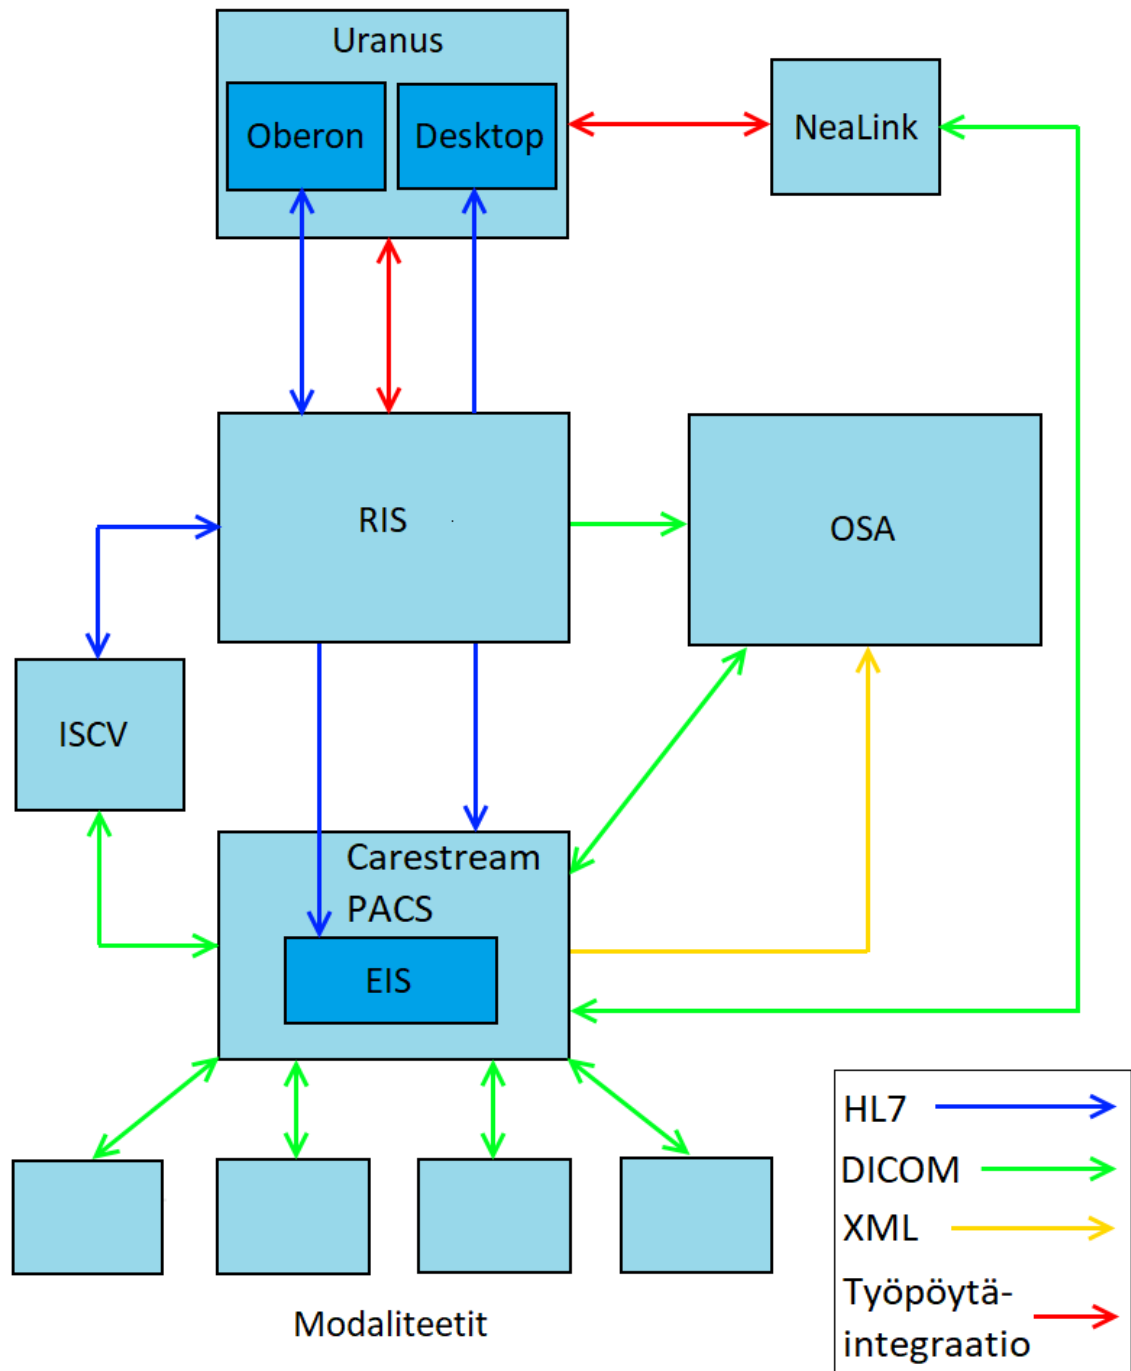 Uranus
Oberon
Desktop
NeaLink
RIS
OSA
ISCV
Carestream
PACS
EIS
Modaliteetit
HL7
DICOM
XML
Työpöytä-
integraatio